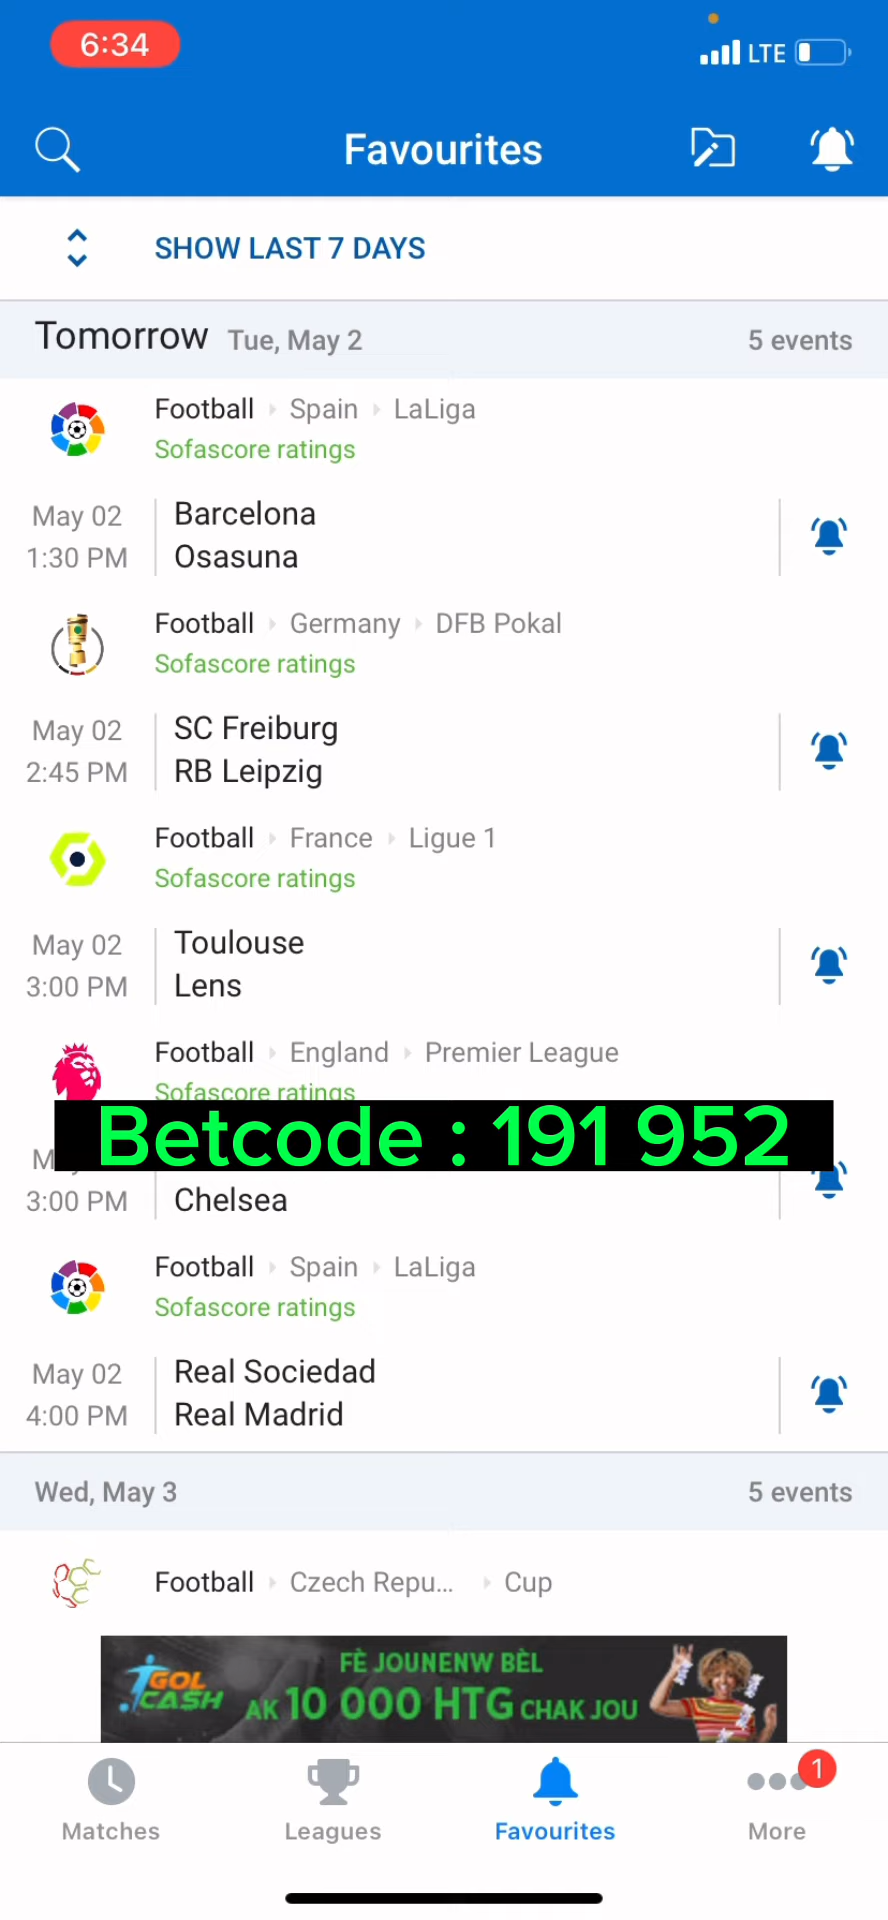 6:34
LTE
Favourites
SHOW LAST 7 DAYS
Tomorrow Tue, May 2 5 events
Football Spain LaLiga
Sofascore ratings
May 02 Barcelona
1:30 PM Osasuna
Football Germany DFB Pokal
Sofascore ratings
May 02 SC Freiburg
2:45 PM RB Leipzig
Football France Ligue 1
Sofascore ratings
May 02 Toulouse
3:00 PM Lens
Football England Premier League
Sofascore ratings
Betcode : 191 952
3:00 PM Chelsea
Football Spain LaLiga
Sofascore ratings
May 02 Real Sociedad
4:00 PM Real Madrid
Wed, May 3 5 events
Football Czech Repu... Cup
GOL CASH
FÈ JOUNENW BÈL
AK 10 000 HTG CHAK JOU
1
Matches Leagues Favourites More